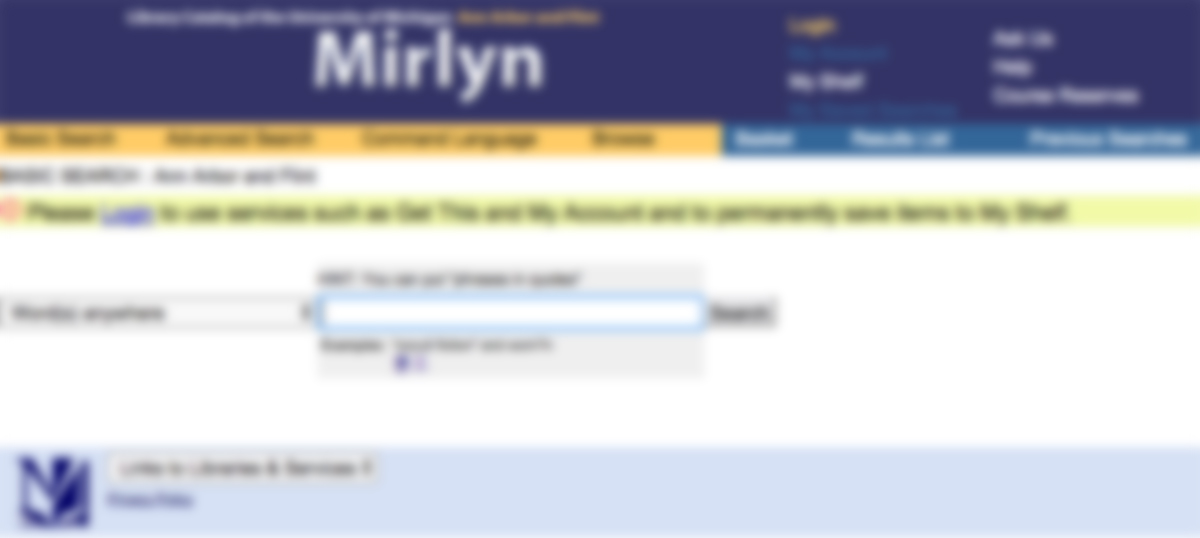 Library Catalog of the University of Michigan Ann Arbor and Flint
Mirlyn
Login
My Account
My Shelf
My Saved Searches
Ask Us
Help
Course Reserves
Basic Search Advanced Search Command Language Browse Basket Results List Previous Searches
BASIC SEARCH : Ann Arbor and Flint
Please Login to use services such as Get This and My Account and to permanently save items to My Shelf.
HINT: You can put "phrases in quotes"
Word(s) anywhere Search
Examples:
Links to Libraries & Services
Privacy Policy